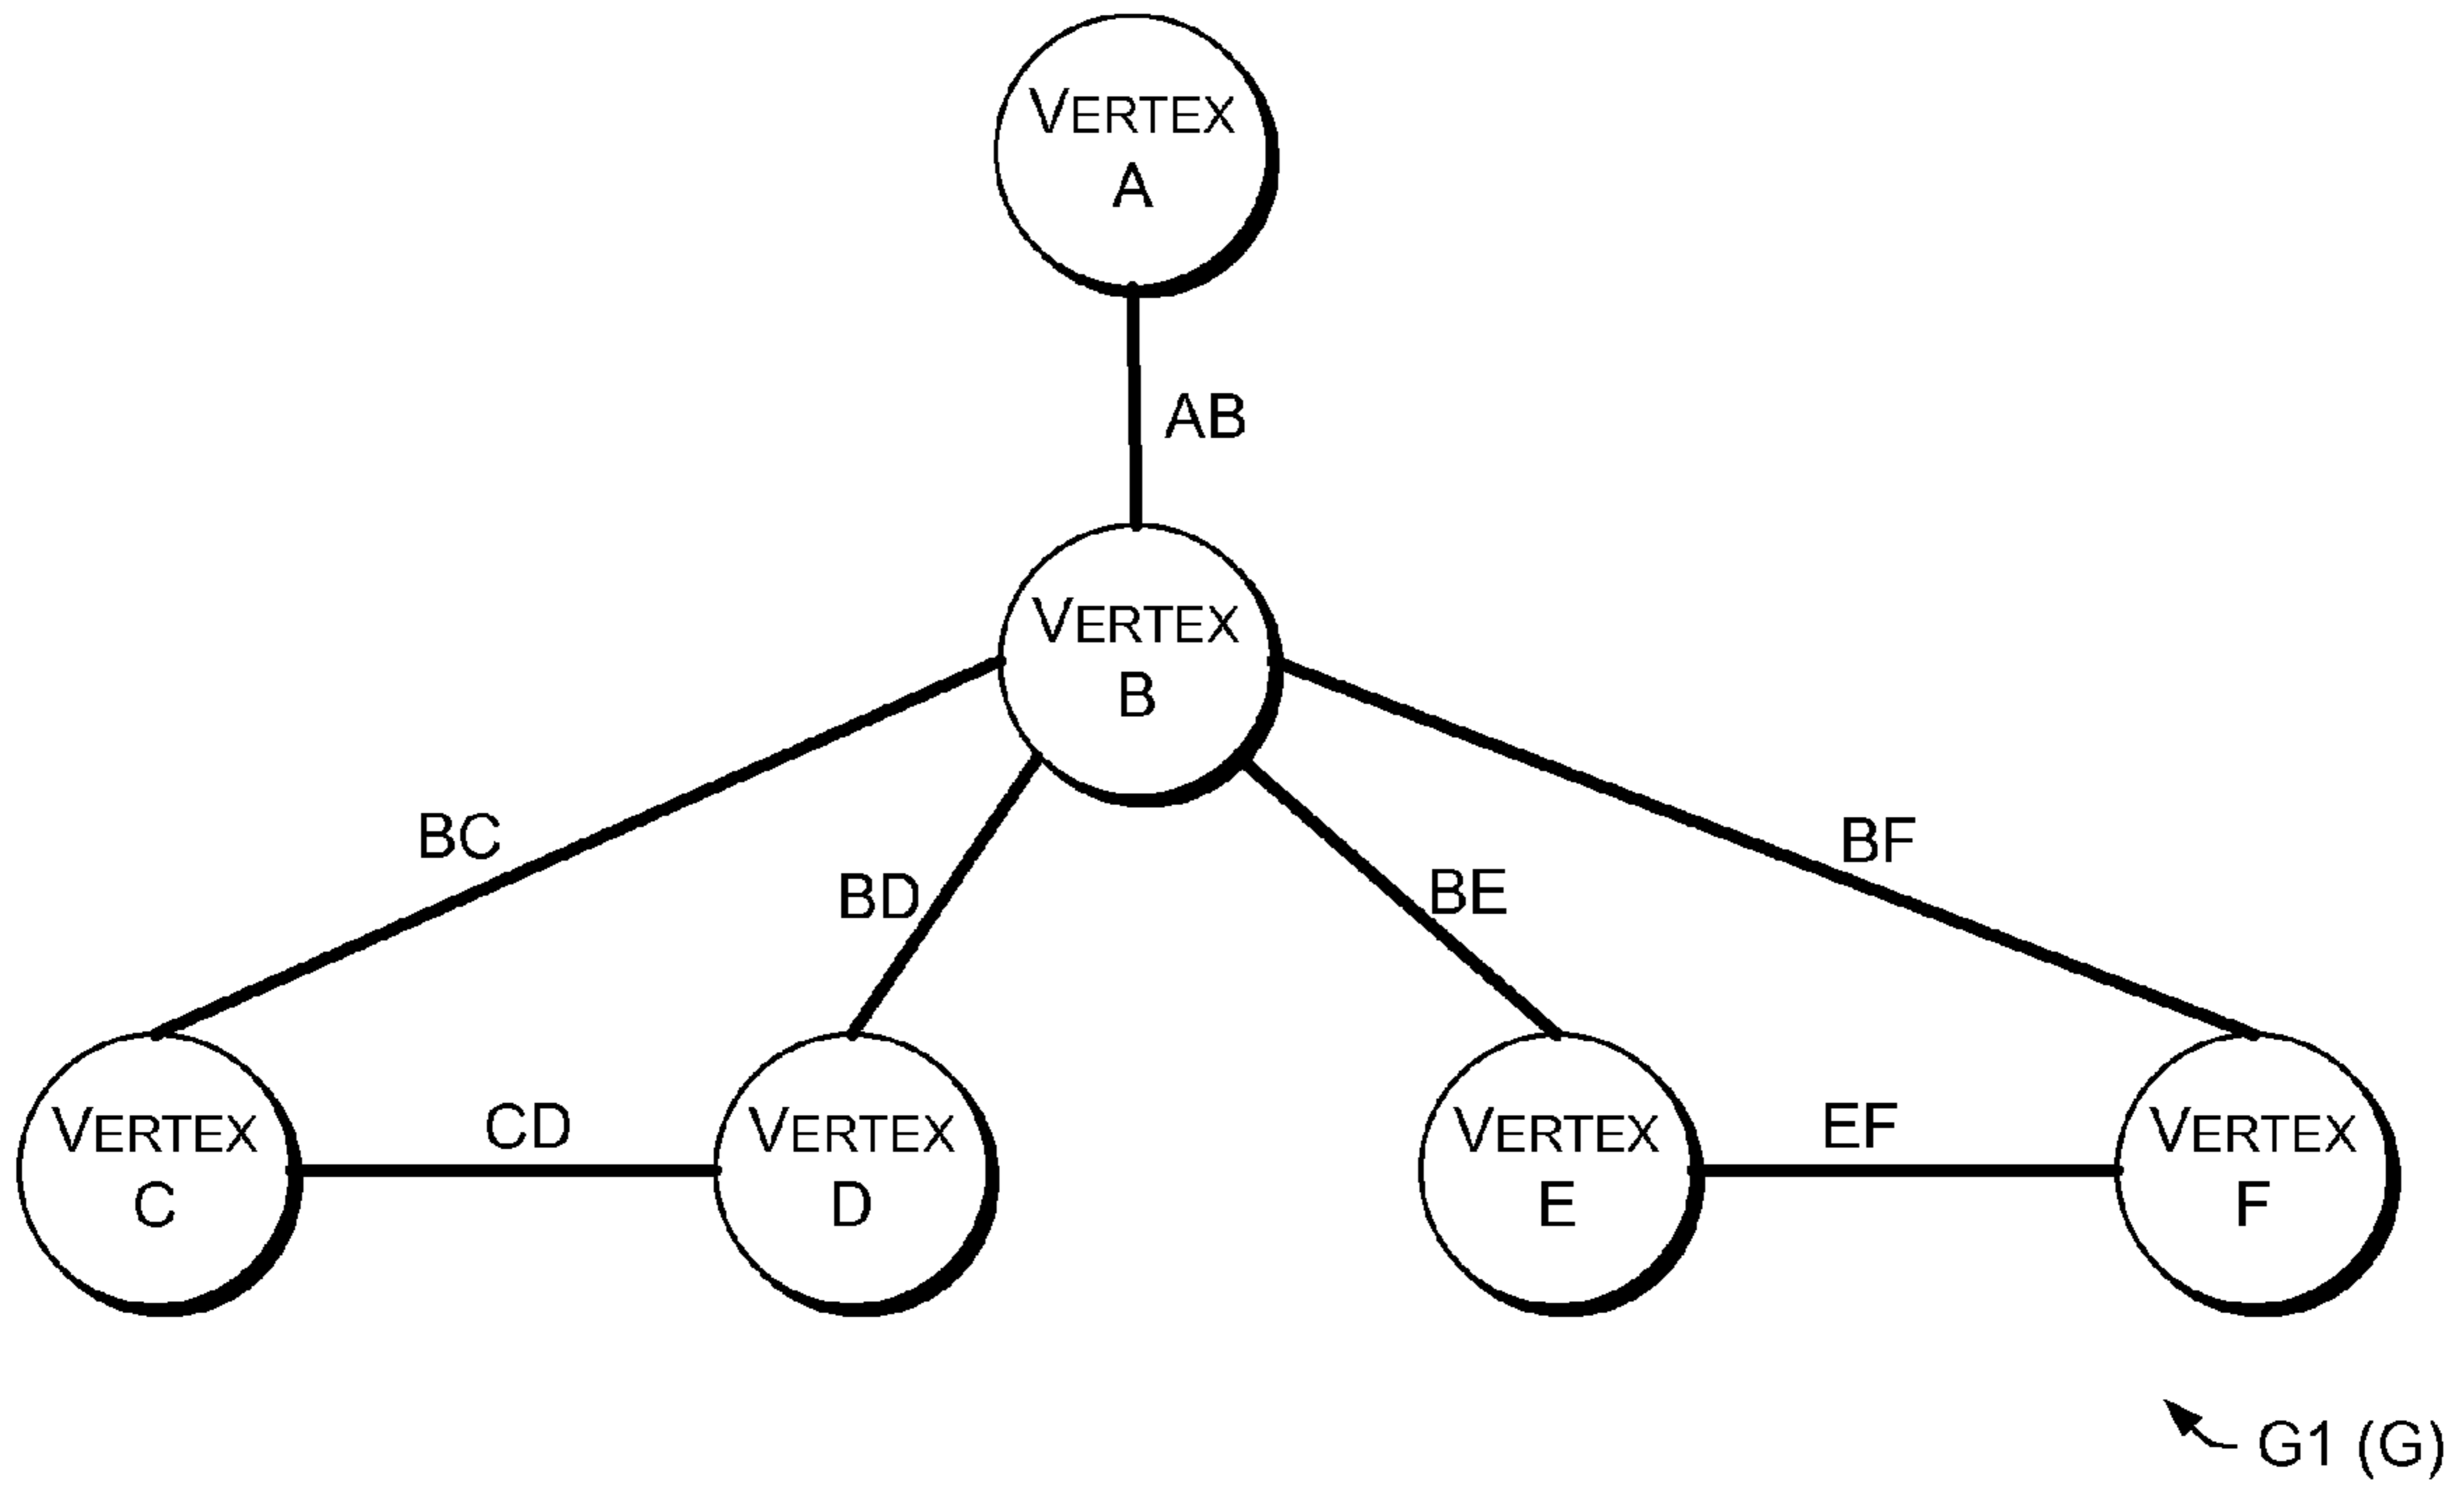 VERTEX
A
AB
VERTEX
B
BC
BD
BE
BF
VERTEX
C
CD
VERTEX
D
VERTEX
E
EF
VERTEX
F
G1 (G)